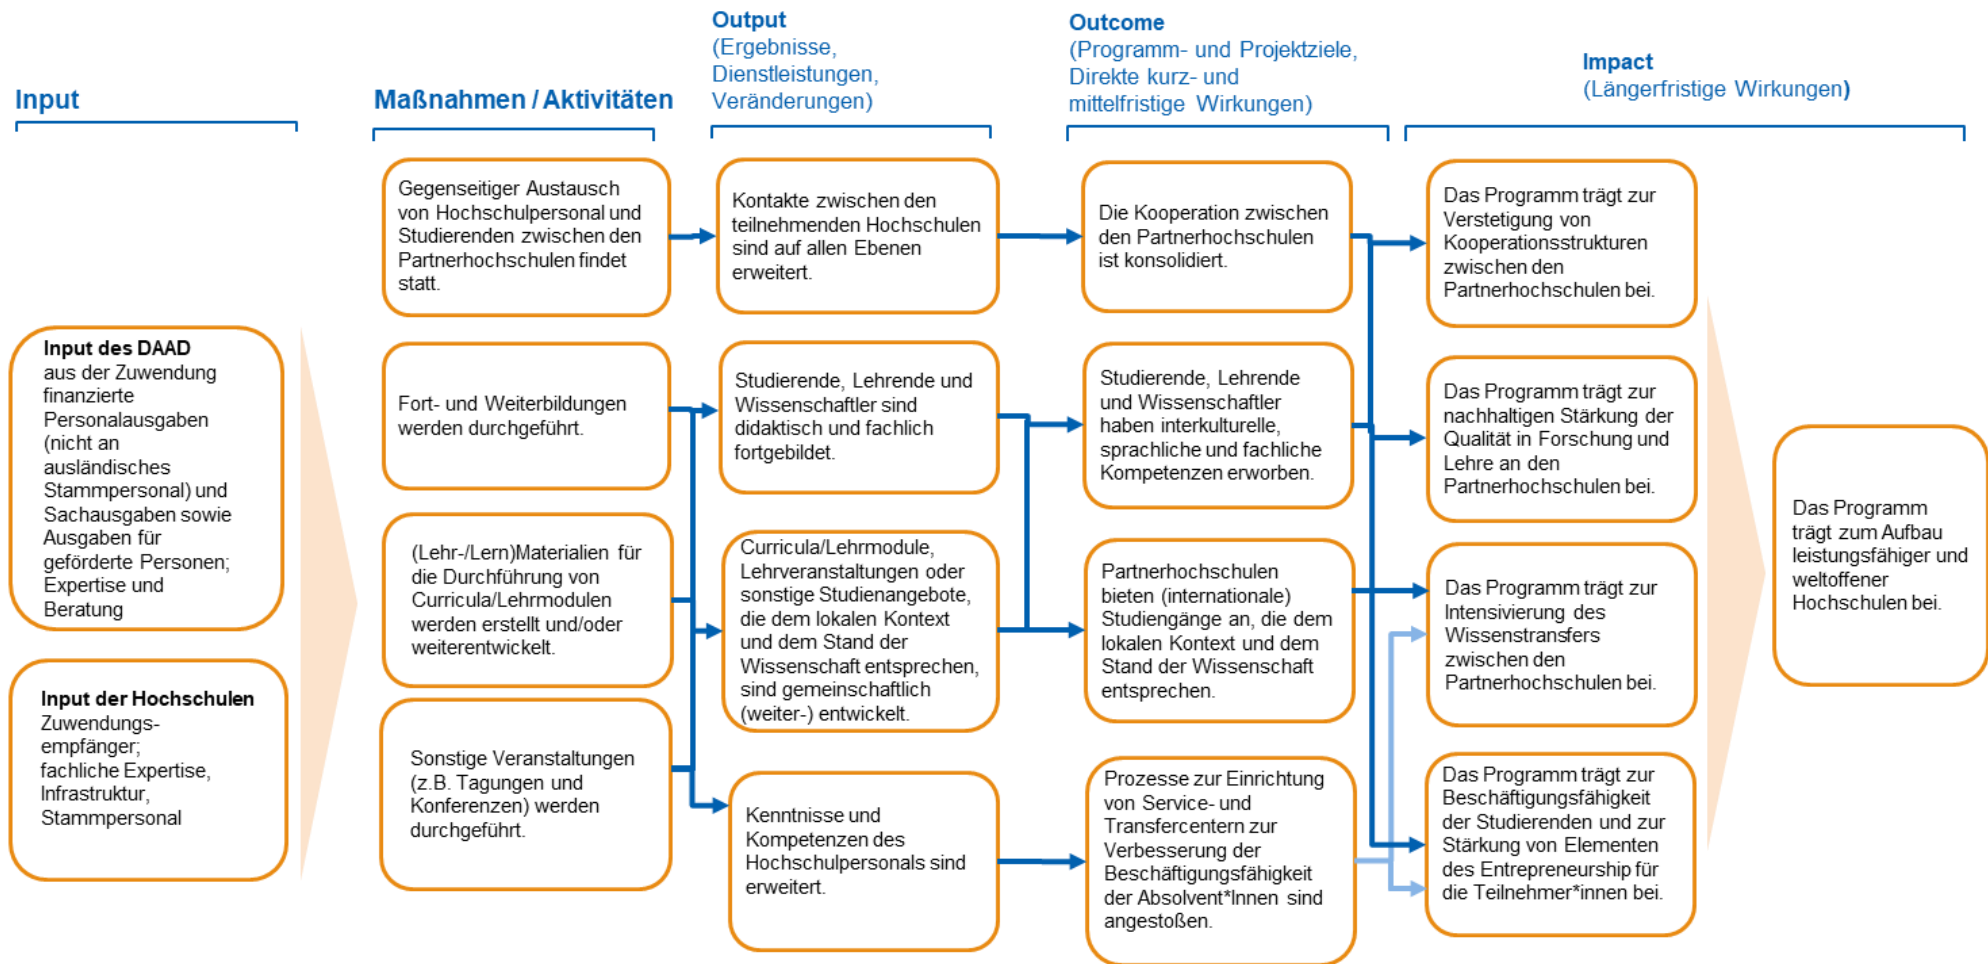 Input
Maßnahmen / Aktivitäten
Output
(Ergebnisse,
Dienstleistungen,
Veränderungen)
Outcome
(Programm- und Projektziele,
Direkte kurz- und
mittelfristige Wirkungen)
Impact
(Längerfristige Wirkungen)
Input des DAAD
aus der Zuwendung
finanzierte
Personalausgaben
(nicht an
ausländisches
Stammpersonal) und
Sachausgaben sowie
Ausgaben für
geförderte Personen;
Expertise und
Beratung
Input der Hochschulen
Zuwendungs-
empfänger;
fachliche Expertise,
Infrastruktur,
Stammpersonal
Gegenseitiger Austausch
von Hochschulpersonal und
Studierenden zwischen den
Partnerhochschulen findet
statt.
Fort- und Weiterbildungen
werden durchgeführt.
(Lehr-/Lern)Materialien für
die Durchführung von
Curricula/Lehrmodulen
werden erstellt und/oder
weiterentwickelt.
Sonstige Veranstaltungen
(z.B. Tagungen und
Konferenzen) werden
durchgeführt.
Kontakte zwischen den
teilnehmenden Hochschulen
sind auf allen Ebenen
erweitert.
Studierende, Lehrende und
Wissenschaftler sind
didaktisch und fachlich
fortgebildet.
Curricula/Lehrmodule,
Lehrveranstaltungen oder
sonstige Studienangebote,
die dem lokalen Kontext
und dem Stand der
Wissenschaft entsprechen,
sind gemeinschaftlich
(weiter-) entwickelt.
Kenntnisse und
Kompetenzen des
Hochschulpersonals sind
erweitert.
Die Kooperation zwischen
den Partnerhochschulen
ist konsolidiert.
Studierende, Lehrende
und Wissenschaftler
haben interkulturelle,
sprachliche und fachliche
Kompetenzen erworben.
Partnerhochschulen
bieten (internationale)
Studiengänge an, die dem
lokalen Kontext und dem
Stand der Wissenschaft
entsprechen.
Prozesse zur Einrichtung
von Service- und
Transfercentern zur
Verbesserung der
Beschäftigungsfähigkeit
der Absolvent*Innen sind
angestoßen.
Das Programm trägt zur
Verstetigung von
Kooperationsstrukturen
zwischen den
Partnerhochschulen bei.
Das Programm trägt zur
nachhaltigen Stärkung der
Qualität in Forschung und
Lehre an den
Partnerhochschulen bei.
Das Programm trägt zur
Intensivierung des
Wissenstransfers
zwischen den
Partnerhochschulen bei.
Das Programm trägt zur
Beschäftigungsfähigkeit
der Studierenden und zur
Stärkung von Elementen
des Entrepreneurship für
die Teilnehmer*innen bei.
Das Programm
trägt zum Aufbau
leistungsfähiger und
weltoffener
Hochschulen bei.